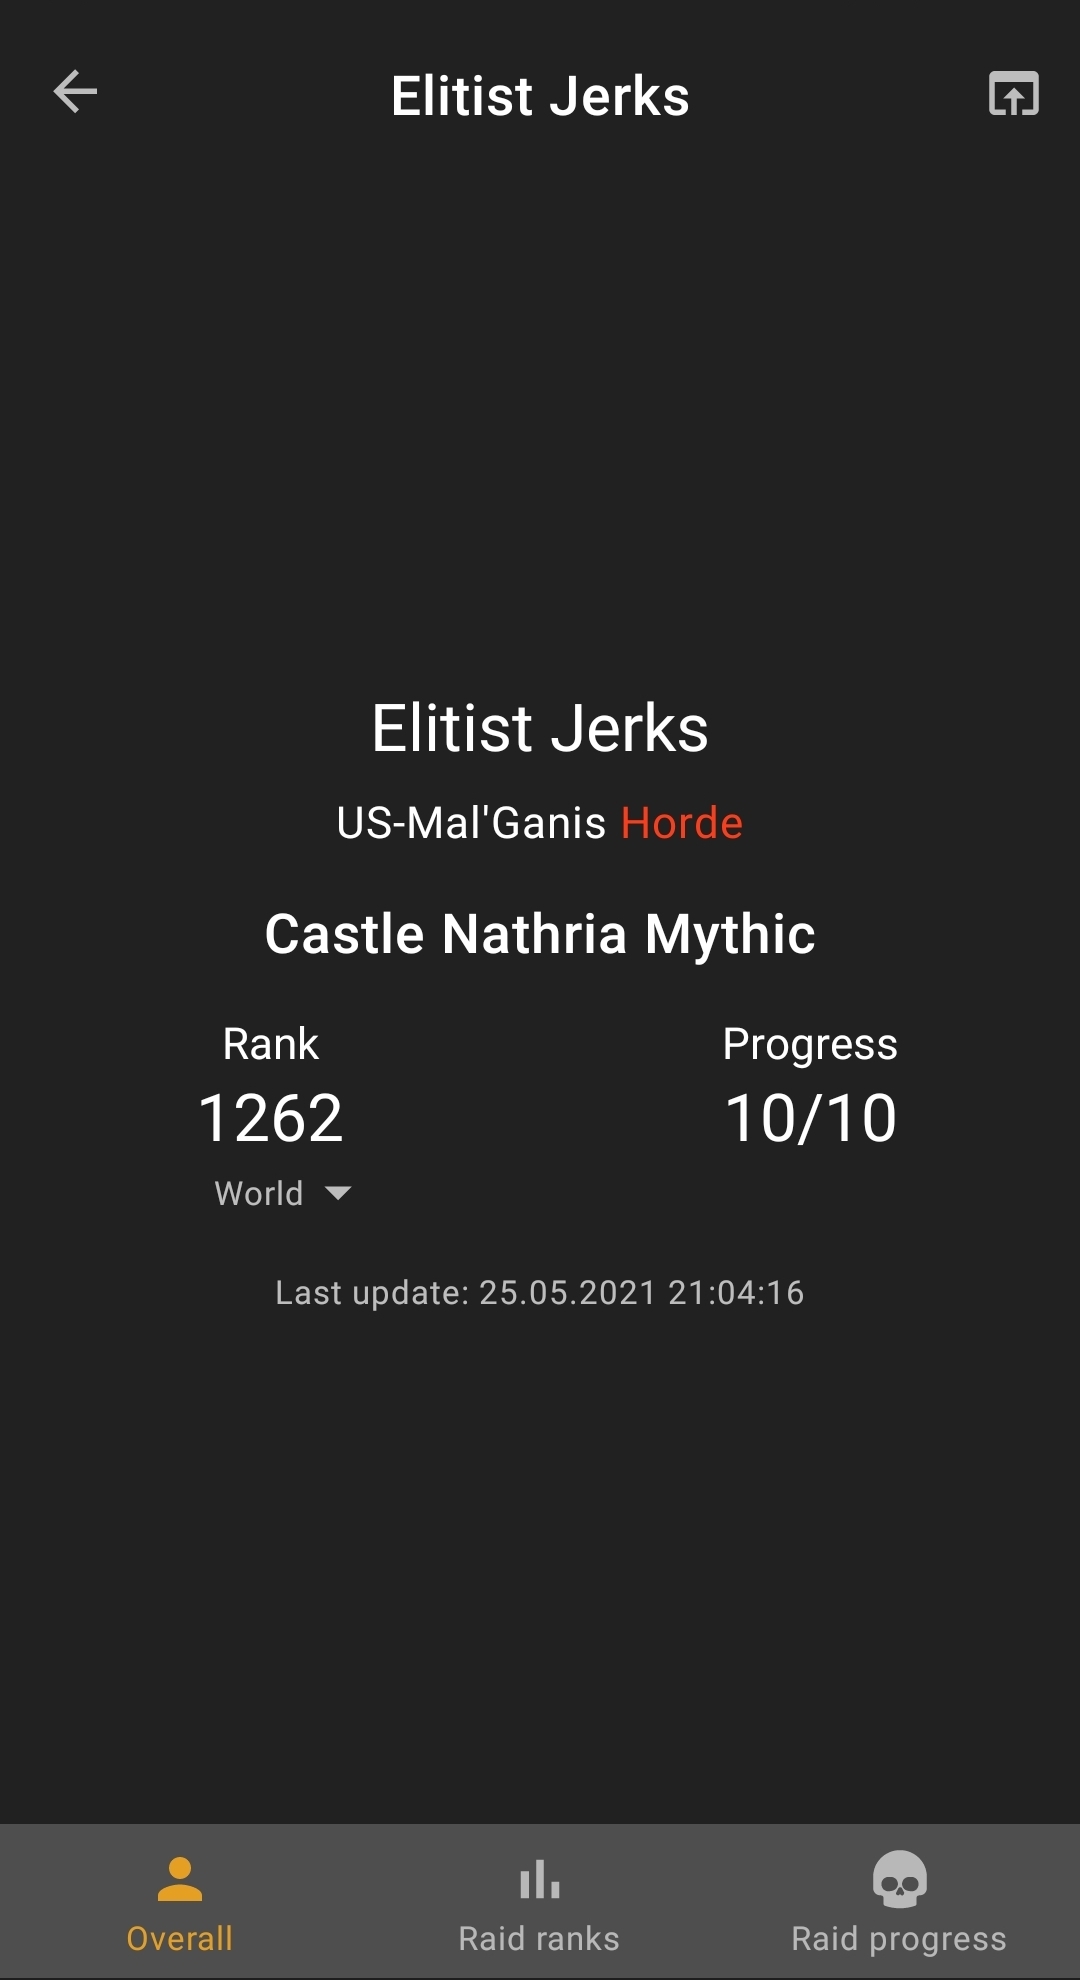 Elitist Jerks
Elitist Jerks
US-Mal'Ganis Horde
Castle Nathria Mythic
Rank Progress
1262 10/10
World
Last update: 25.05.2021 21:04:16
Overall Raid ranks Raid progress